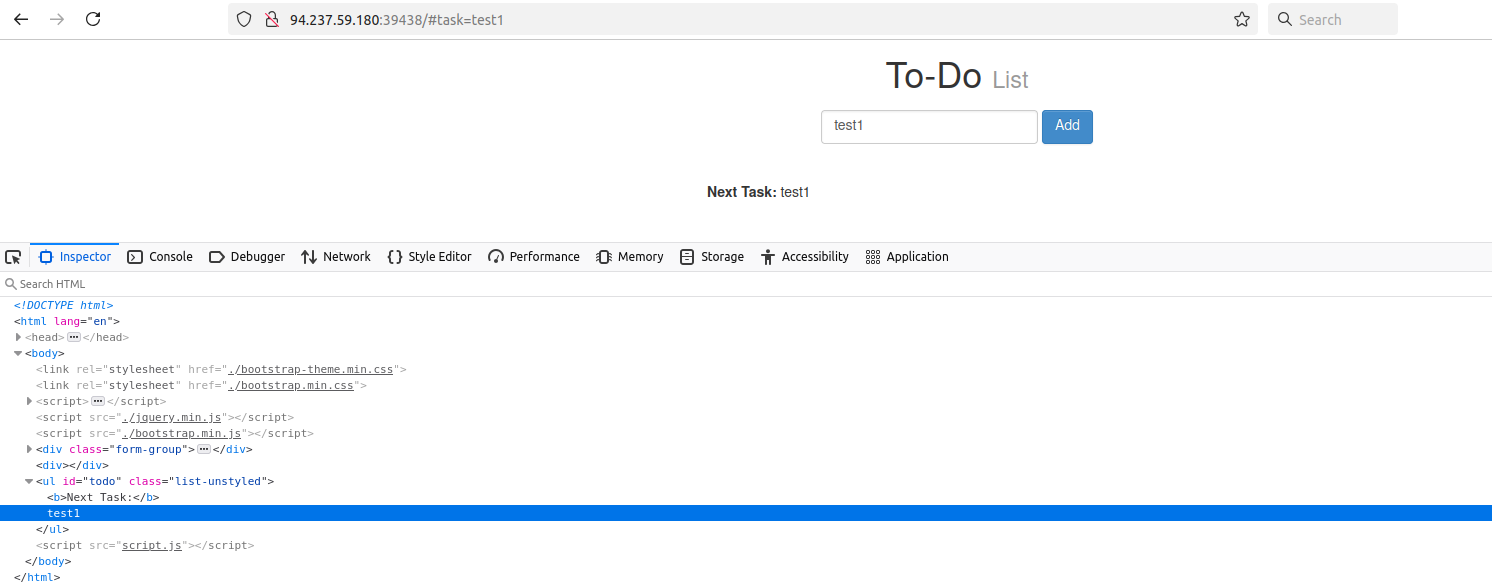 94.237.59.180:39438/#task=test1 Search
To-Do List
test1 Add
Next Task: test1
Inspector Console Debugger Network Style Editor Performance Memory Storage Accessibility Application
Search HTML
<!DOCTYPE html>
<html lang="en">
<head> ••• </head>
<body>
<link rel="stylesheet" href="./bootstrap-theme.min.css">
<link rel="stylesheet" href="./bootstrap.min.css">
<script> ••• </script>
<script src="./jquery.min.js"></script>
<script src="./bootstrap.min.js"></script>
<div class="form-group"> ••• </div>
<div></div>
<ul id="todo" class="list-unstyled">
<b>Next Task:</b>
test1
</ul>
<script src="script.js"></script>
</body>
</html>